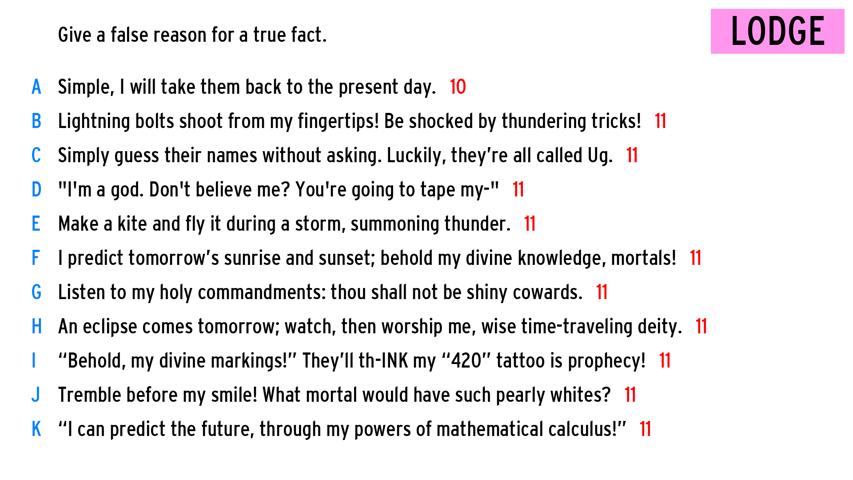 Give a false reason for a true fact.
LODGE
A Simple, I will take them back to the present day. 10
B Lightning bolts shoot from my fingertips! Be shocked by thundering tricks! 11
C Simply guess their names without asking. Luckily, they’re all called Ug. 11
D "I'm a god. Don't believe me? You're going to tape my-" 11
E Make a kite and fly it during a storm, summoning thunder. 11
F I predict tomorrow’s sunrise and sunset; behold my divine knowledge, mortals! 11
G Listen to my holy commandments: thou shall not be shiny cowards. 11
H An eclipse comes tomorrow; watch, then worship me, wise time-traveling deity. 11
I “Behold, my divine markings!” They’ll th-INK my “420” tattoo is prophecy! 11
J Tremble before my smile! What mortal would have such pearly whites? 11
K “I can predict the future, through my powers of mathematical calculus!” 11